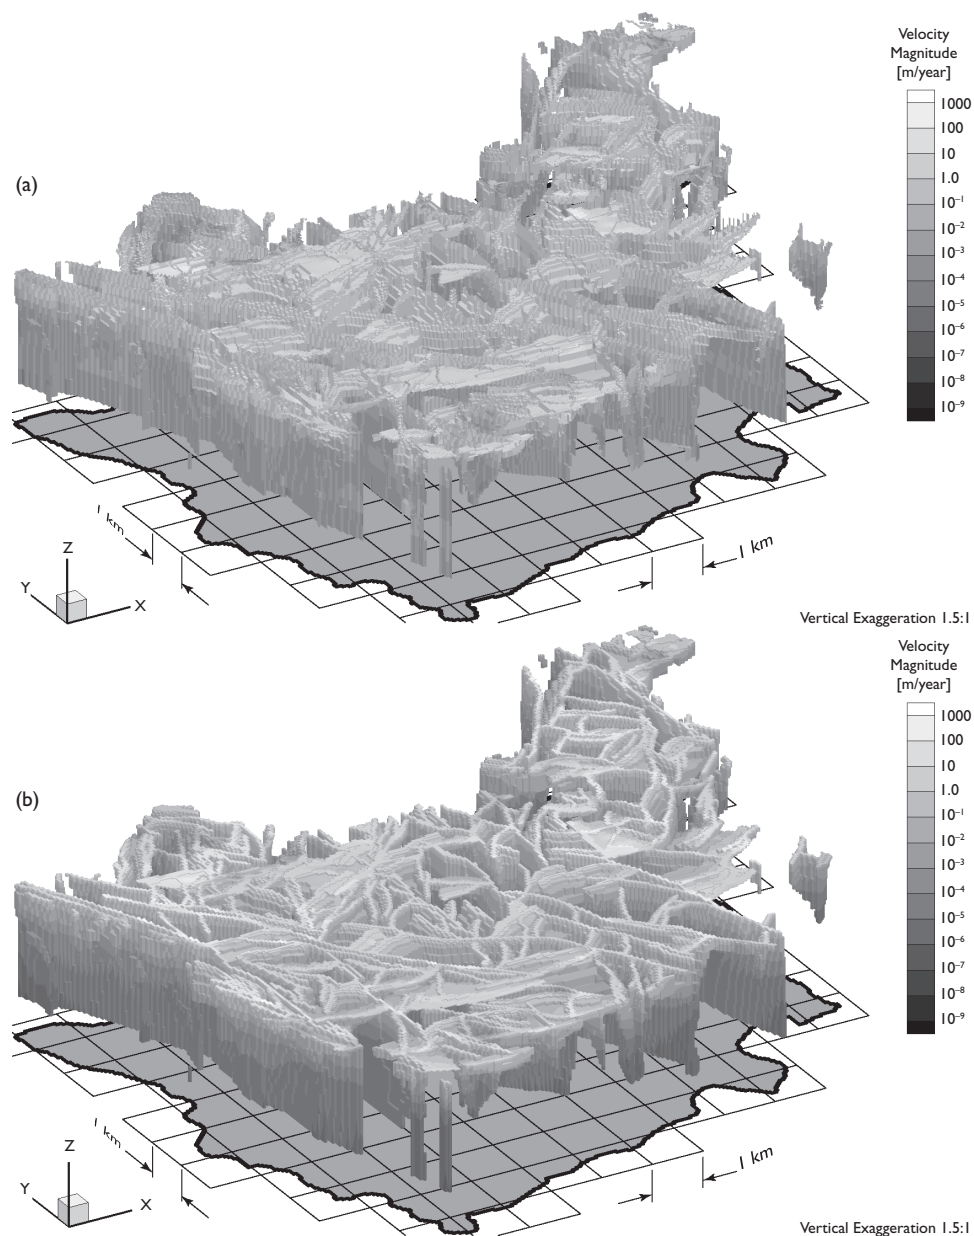 Velocity
Magnitude
[m/year]
1000
100
10
1.0
10⁻¹
10⁻²
10⁻³
10⁻⁴
10⁻⁵
10⁻⁶
10⁻⁷
10⁻⁸
10⁻⁹
(a)
1 km
1 km
Z
Y
X
Vertical Exaggeration 1.5:1
Velocity
Magnitude
[m/year]
1000
100
10
1.0
10⁻¹
10⁻²
10⁻³
10⁻⁴
10⁻⁵
10⁻⁶
10⁻⁷
10⁻⁸
10⁻⁹
(b)
1 km
1 km
Z
Y
X
Vertical Exaggeration 1.5:1